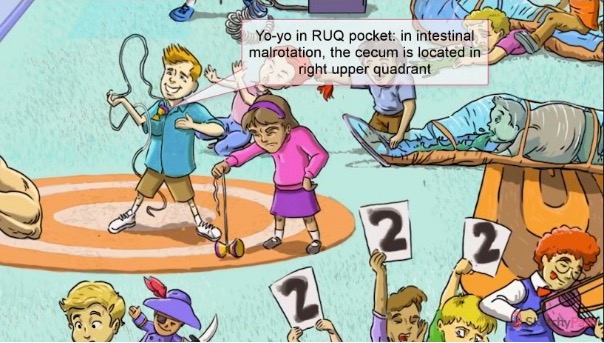 Yo-yo in RUQ pocket: in intestinal
malrotation, the cecum is located in
right upper quadrant
2
2
2